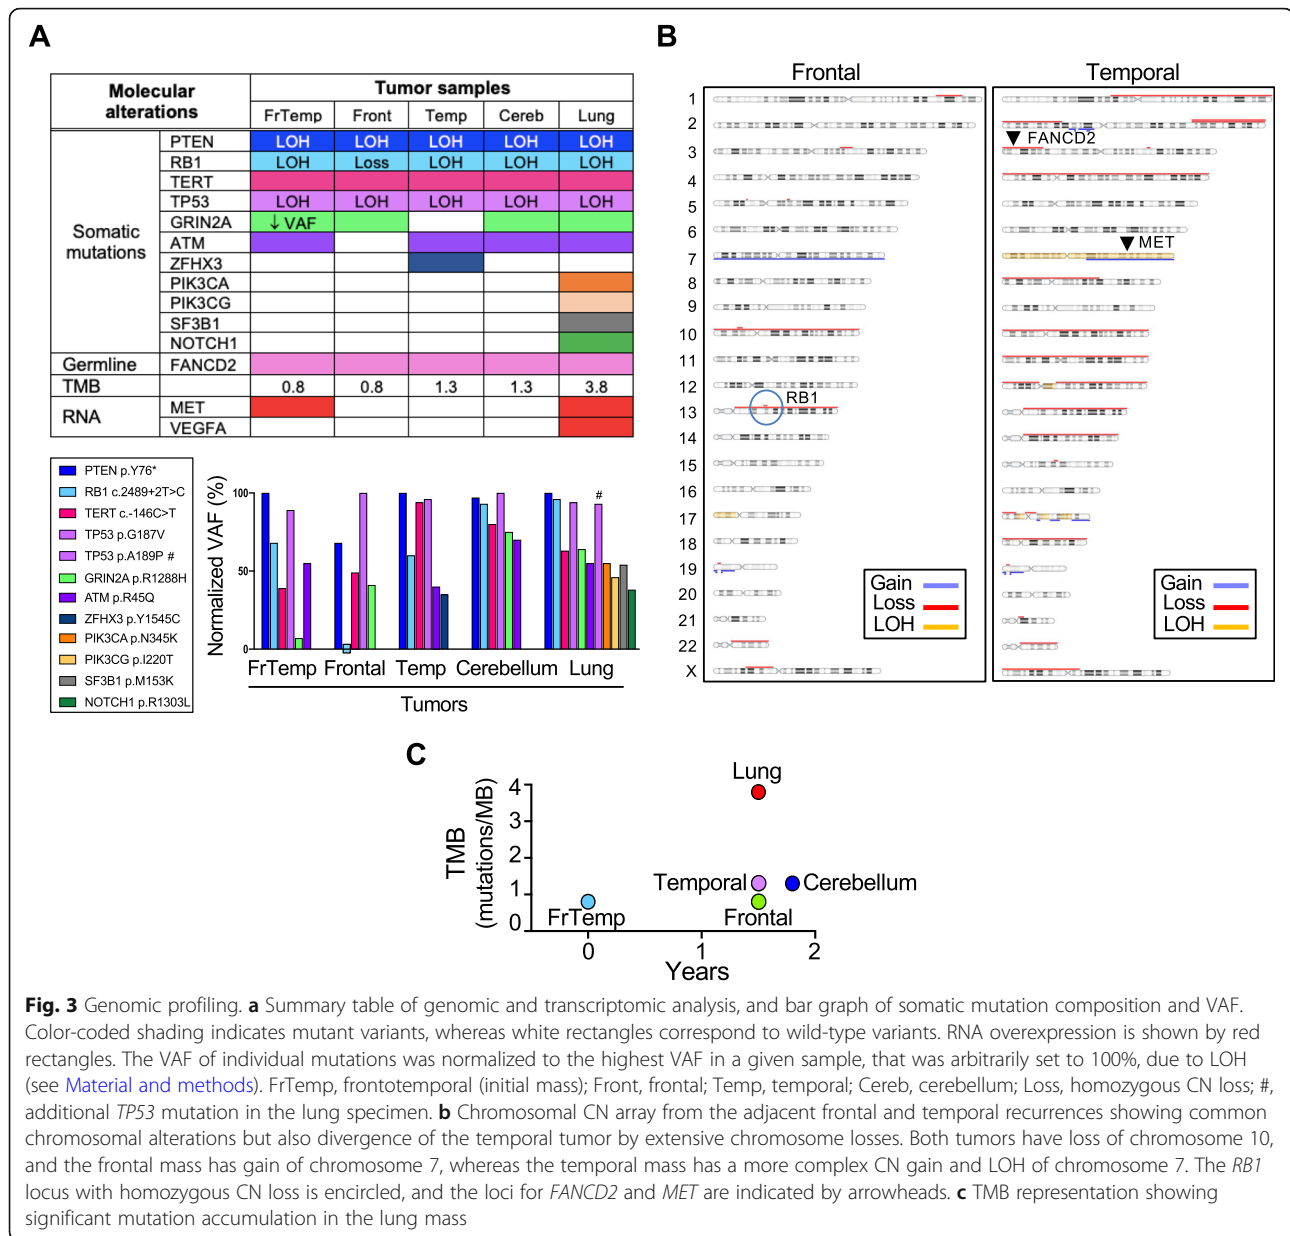 A
Molecular alterations
Tumor samples
FrTemp Front Temp Cereb Lung
Somatic mutations
PTEN LOH LOH LOH LOH LOH
RB1 LOH Loss LOH LOH LOH
TERT
TP53 LOH LOH LOH LOH LOH
GRIN2A ↓ VAF
ATM
ZFHX3
PIK3CA
PIK3CG
SF3B1
NOTCH1
Germline FANCD2
TMB 0.8 0.8 1.3 1.3 3.8
RNA
MET
VEGFA
PTEN p.Y76*
RB1 c.2489+2T>C
TERT c.-146C>T
TP53 p.G187V
TP53 p.A189P #
GRIN2A p.R1288H
ATM p.R45Q
ZFHX3 p.Y1545C
PIK3CA p.N345K
PIK3CG p.I220T
SF3B1 p.M153K
NOTCH1 p.R1303L
Normalized VAF (%)
100
50
0
#
FrTemp Frontal Temp Cerebellum Lung
Tumors
B
Frontal Temporal
1
2
FANCD2
3
4
5
6
MET
7
8
9
10
11
12
RB1
13
14
15
16
17
18
19
20
21
22
X
Gain
Loss
LOH
Gain
Loss
LOH
C
TMB
(mutations/MB)
4
3
2
1
0
Lung
Temporal
Cerebellum
FrTemp
Frontal
0 1 2
Years
Fig. 3 Genomic profiling. a Summary table of genomic and transcriptomic analysis, and bar graph of somatic mutation composition and VAF.
Color-coded shading indicates mutant variants, whereas white rectangles correspond to wild-type variants. RNA overexpression is shown by red
rectangles. The VAF of individual mutations was normalized to the highest VAF in a given sample, that was arbitrarily set to 100%, due to LOH
(see Material and methods). FrTemp, frontotemporal (initial mass); Front, frontal; Temp, temporal; Cereb, cerebellum; Loss, homozygous CN loss; #,
additional TP53 mutation in the lung specimen. b Chromosomal CN array from the adjacent frontal and temporal recurrences showing common
chromosomal alterations but also divergence of the temporal tumor by extensive chromosome losses. Both tumors have loss of chromosome 10,
and the frontal mass has gain of chromosome 7, whereas the temporal mass has a more complex CN gain and LOH of chromosome 7. The RB1
locus with homozygous CN loss is encircled, and the loci for FANCD2 and MET are indicated by arrowheads. c TMB representation showing
significant mutation accumulation in the lung mass